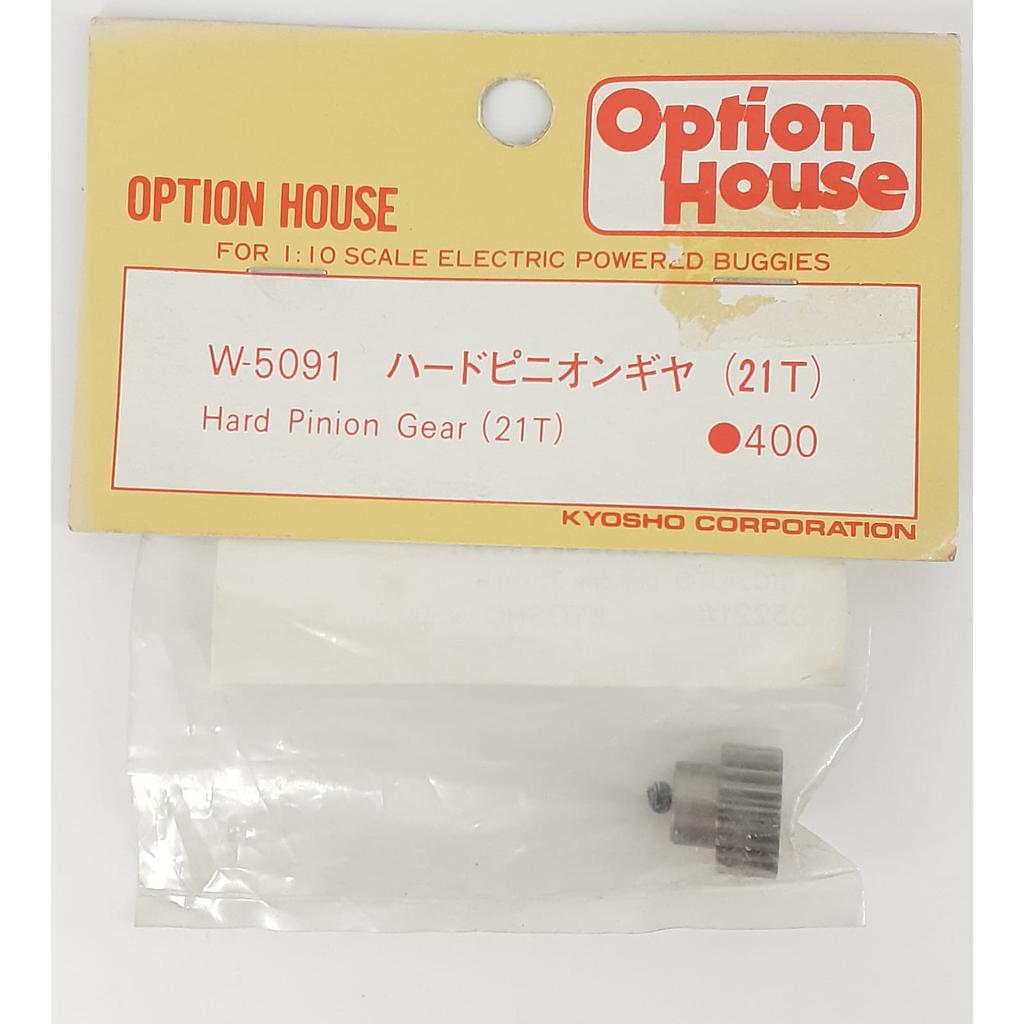 Option
House
OPTION HOUSE
FOR 1:10 SCALE ELECTRIC POWERED BUGGIES
W-5091 ハードピニオンギヤ (21T)
Hard Pinion Gear (21T)
●400
KYOSHO CORPORATION
35221#